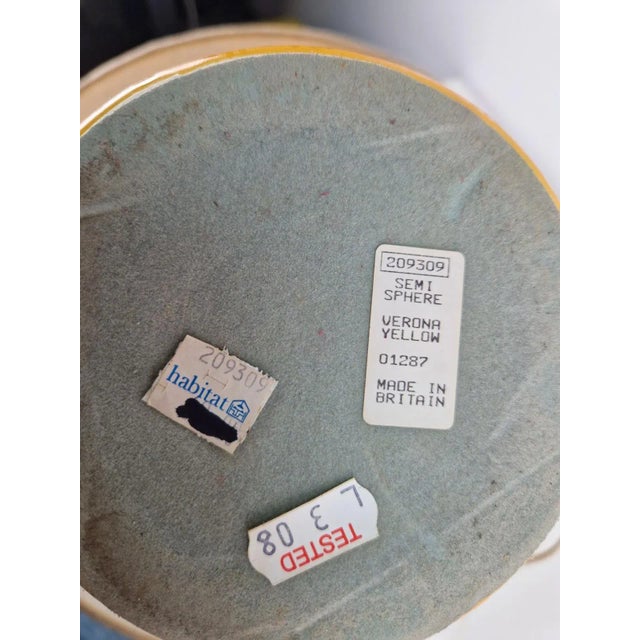 209309
SEMI
SPHERE
VERONA
YELLOW
01287
MADE IN
BRITAIN
209309
habitat
L 3 08
TESTED